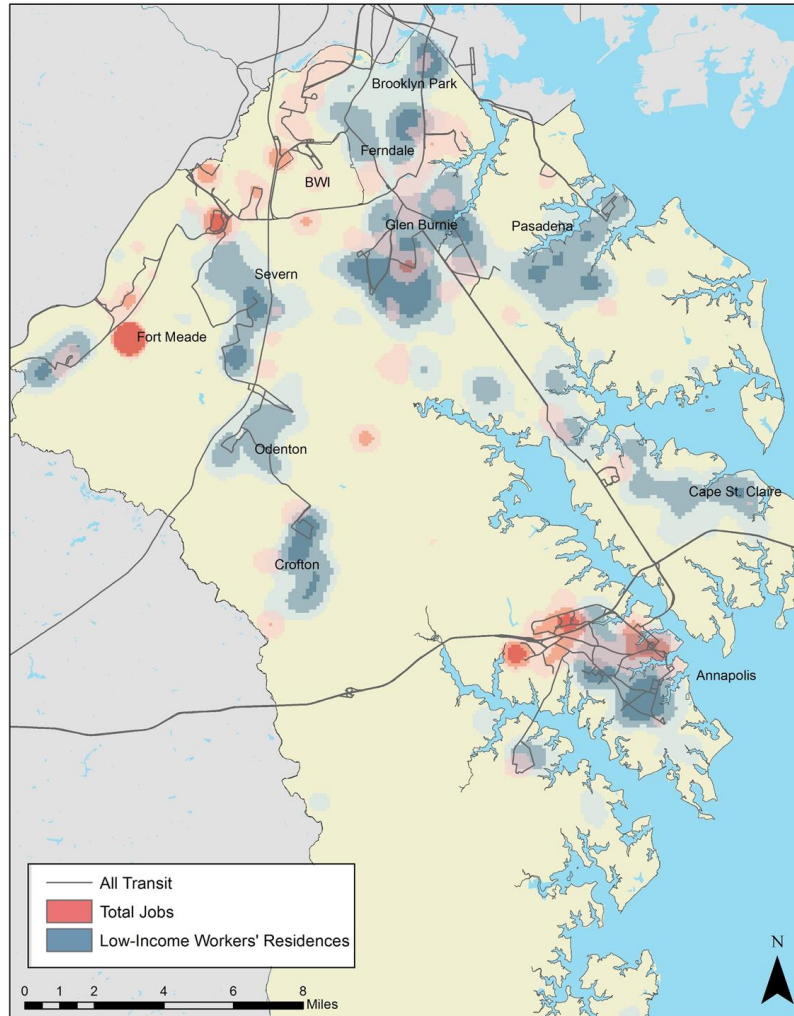 Brooklyn Park
Ferndale
BWI
Glen Burnie
Pasadena
Severn
Fort Meade
Odenton
Cape St. Claire
Crofton
Annapolis
All Transit
Total Jobs
Low-Income Workers' Residences
N
0 1 2 4 6 8
Miles